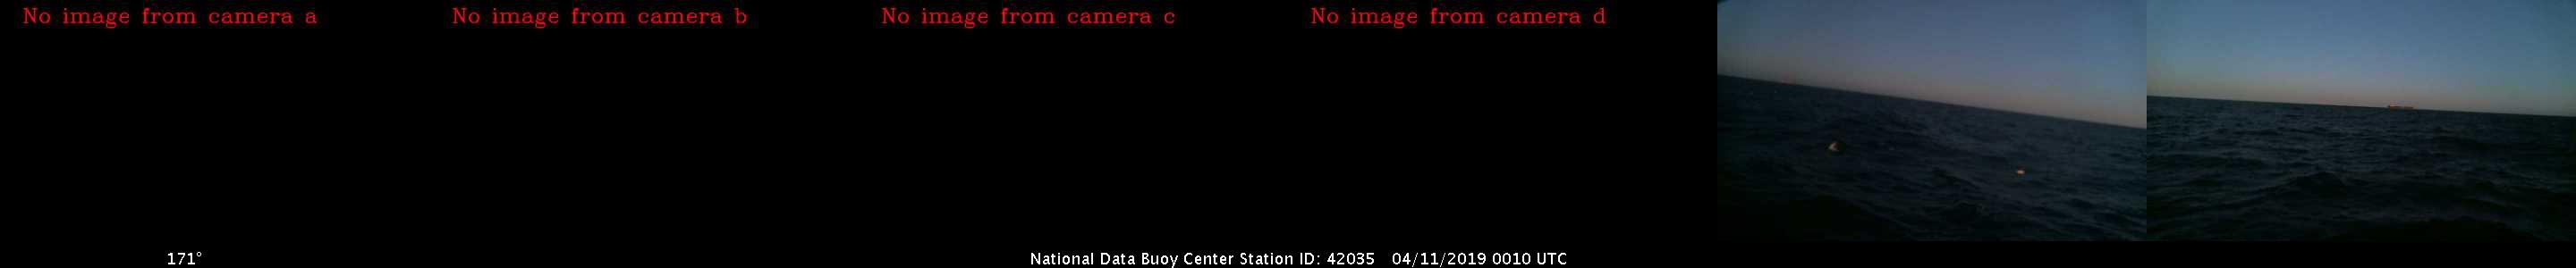 No image from camera a
No image from camera b
No image from camera c
No image from camera d
171°
National Data Buoy Center Station ID: 42035 04/11/2019 0010 UTC